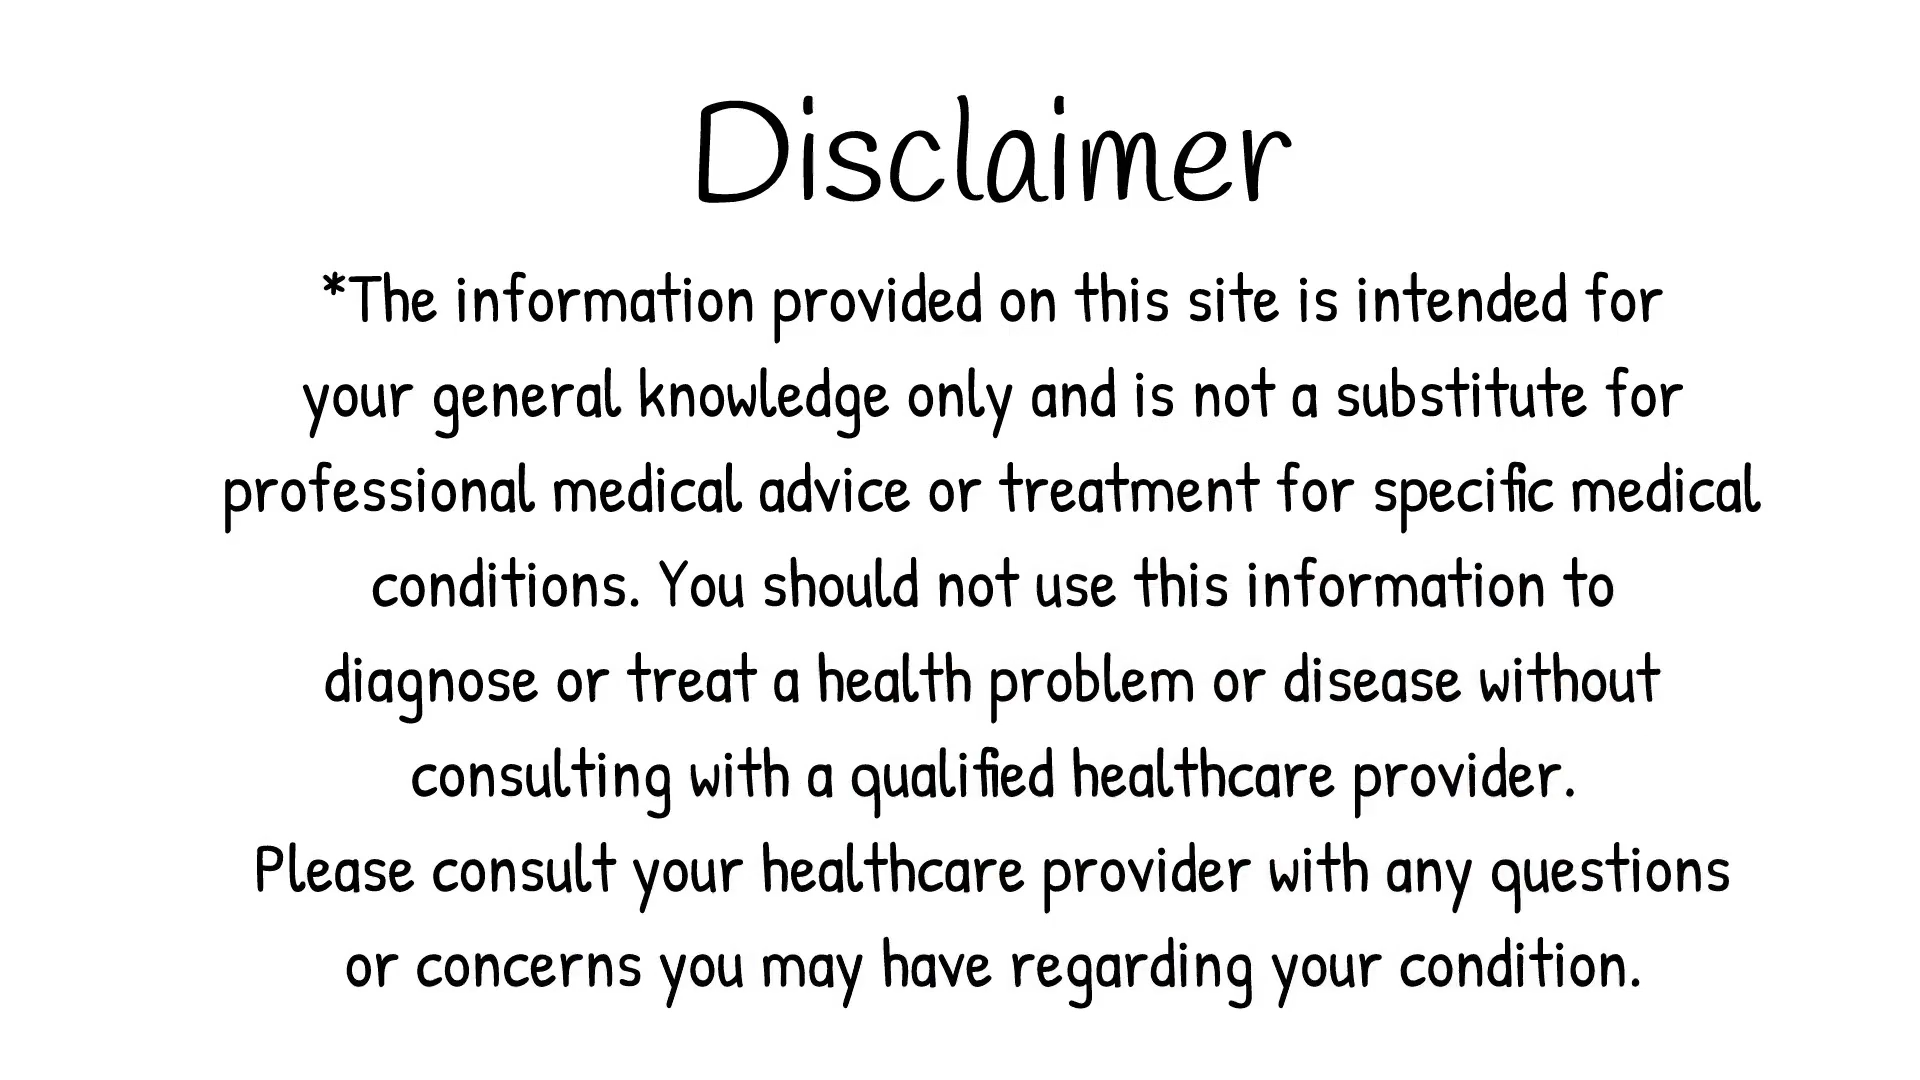 Disclaimer
*The information provided on this site is intended for
your general knowledge only and is not a substitute for
professional medical advice or treatment for specific medical
conditions. You should not use this information to
diagnose or treat a health problem or disease without
consulting with a qualified healthcare provider.
Please consult your healthcare provider with any questions
or concerns you may have regarding your condition.